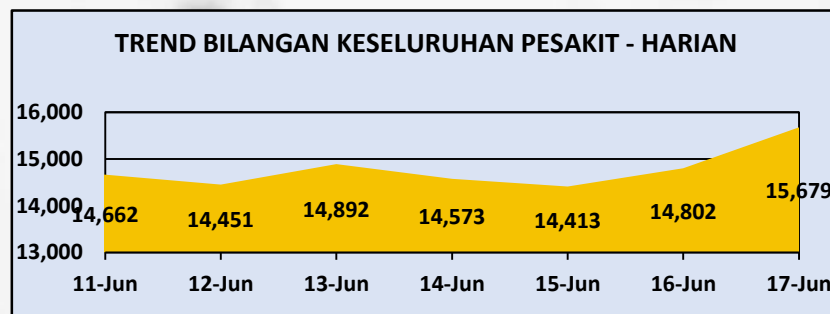 TREND BILANGAN KESELURUHAN PESAKIT - HARIAN
16,000
15,000
14,000
13,000
14,662
14,451
14,892
14,573
14,413
14,802
15,679
11-Jun
12-Jun
13-Jun
14-Jun
15-Jun
16-Jun
17-Jun